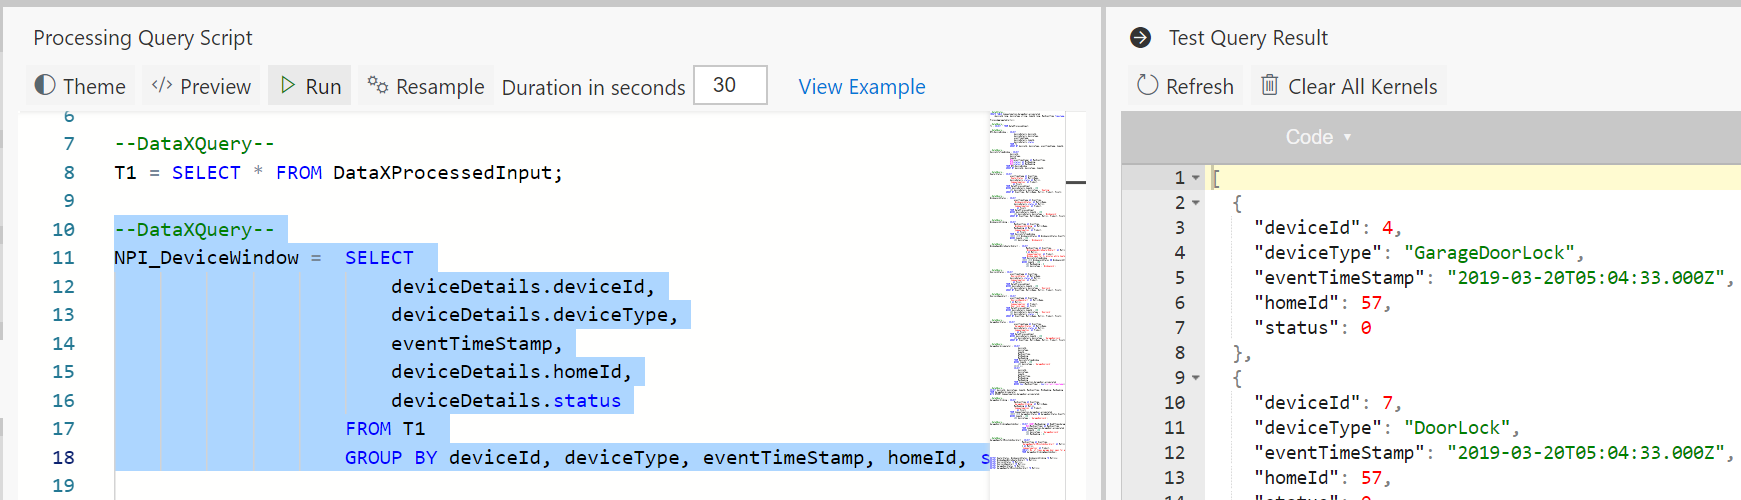 Processing Query Script
Theme
Preview
Run
Resample
Duration in seconds
30
View Example
6
7 --DataXQuery--
8 T1 = SELECT * FROM DataXProcessedInput;
9
10 --DataXQuery--
11 NPI_DeviceWindow = SELECT
12 deviceDetails.deviceId,
13 deviceDetails.deviceType,
14 eventTimeStamp,
15 deviceDetails.homeId,
16 deviceDetails.status
17 FROM T1
18 GROUP BY deviceId, deviceType, eventTimeStamp, homeId, s
19
Test Query Result
Refresh
Clear All Kernels
Code
1 [
2 {
3 "deviceId": 4,
4 "deviceType": "GarageDoorLock",
5 "eventTimeStamp": "2019-03-20T05:04:33.000Z",
6 "homeId": 57,
7 "status": 0
8 },
9 {
10 "deviceId": 7,
11 "deviceType": "DoorLock",
12 "eventTimeStamp": "2019-03-20T05:04:33.000Z",
13 "homeId": 57,